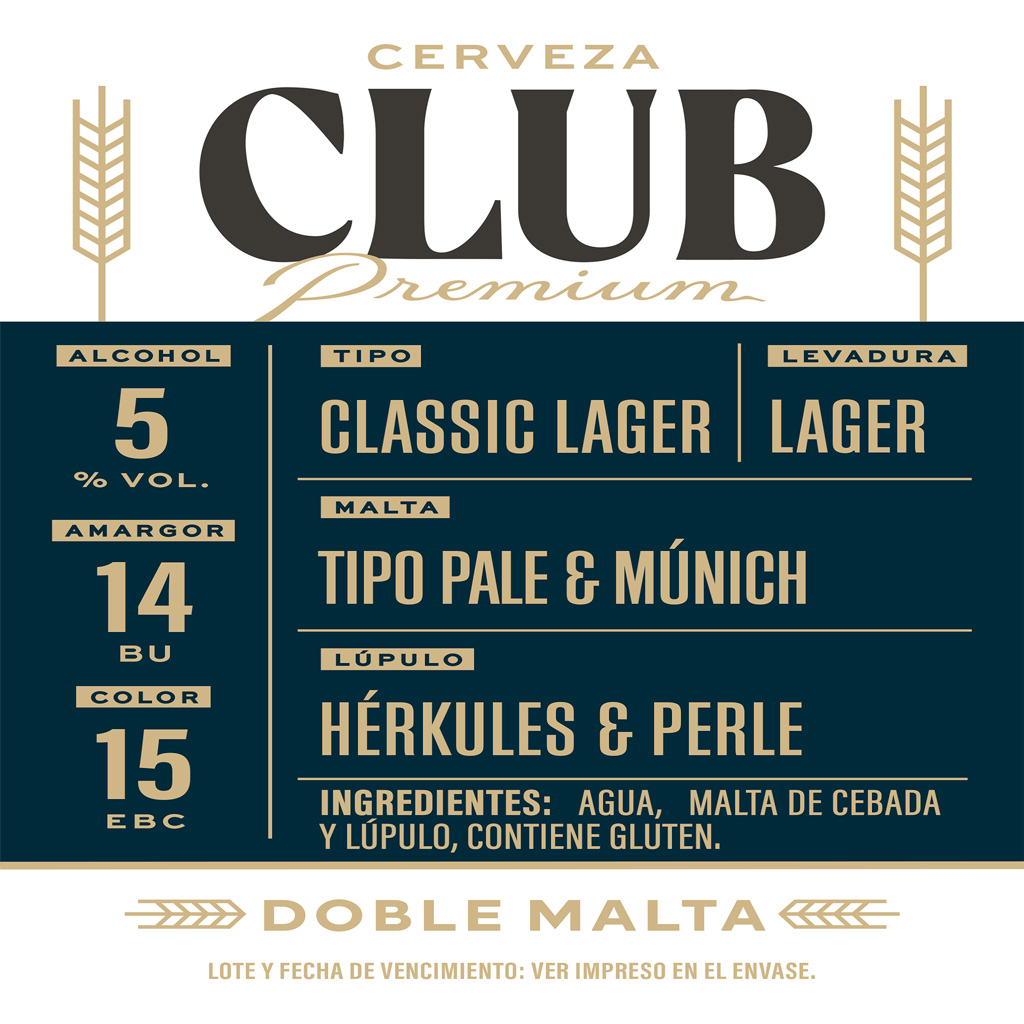 CERVEZA
CLUB
Premium
ALCOHOL
5
% VOL.
AMARGOR
14
BU
COLOR
15
EBC
TIPO
CLASSIC LAGER
LEVADURA
LAGER
MALTA
TIPO PALE & MÚNICH
LÚPULO
HÉRKULES & PERLE
INGREDIENTES: AGUA, MALTA DE CEBADA
Y LÚPULO, CONTIENE GLUTEN.
DOBLE MALTA
LOTE Y FECHA DE VENCIMIENTO: VER IMPRESO EN EL ENVASE.